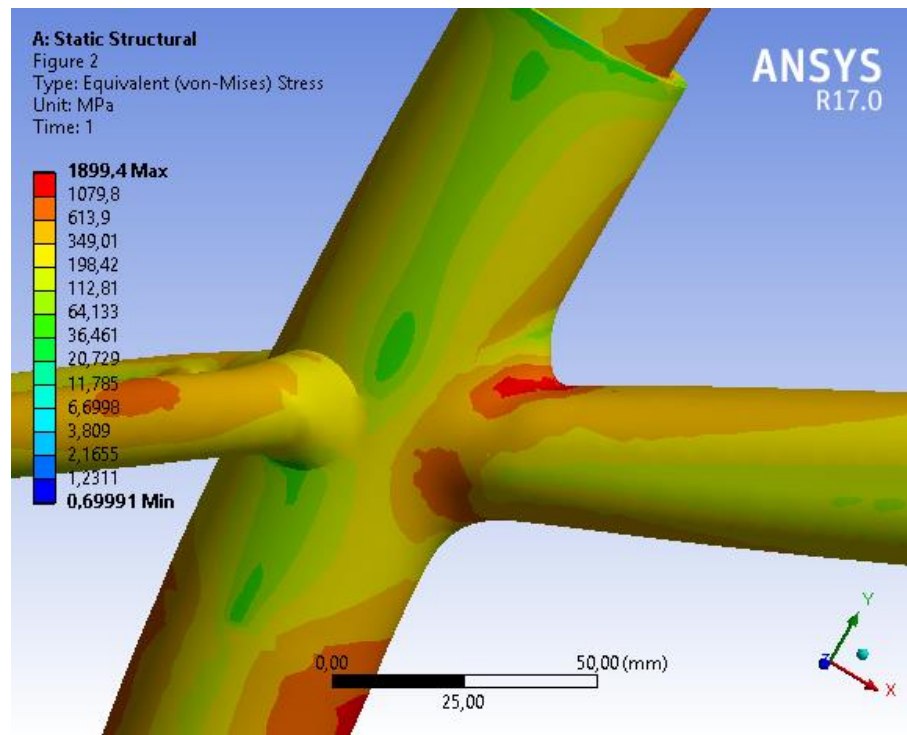 A: Static Structural
Figure 2
Type: Equivalent (von-Mises) Stress
Unit: MPa
Time: 1
ANSYS
R17.0
1899,4 Max
1079,8
613,9
349,01
198,42
112,81
64,133
36,461
20,729
11,785
6,6998
3,809
2,1655
1,2311
0,69991 Min
0,00
50,00 (mm)
25,00
Y
Z
X